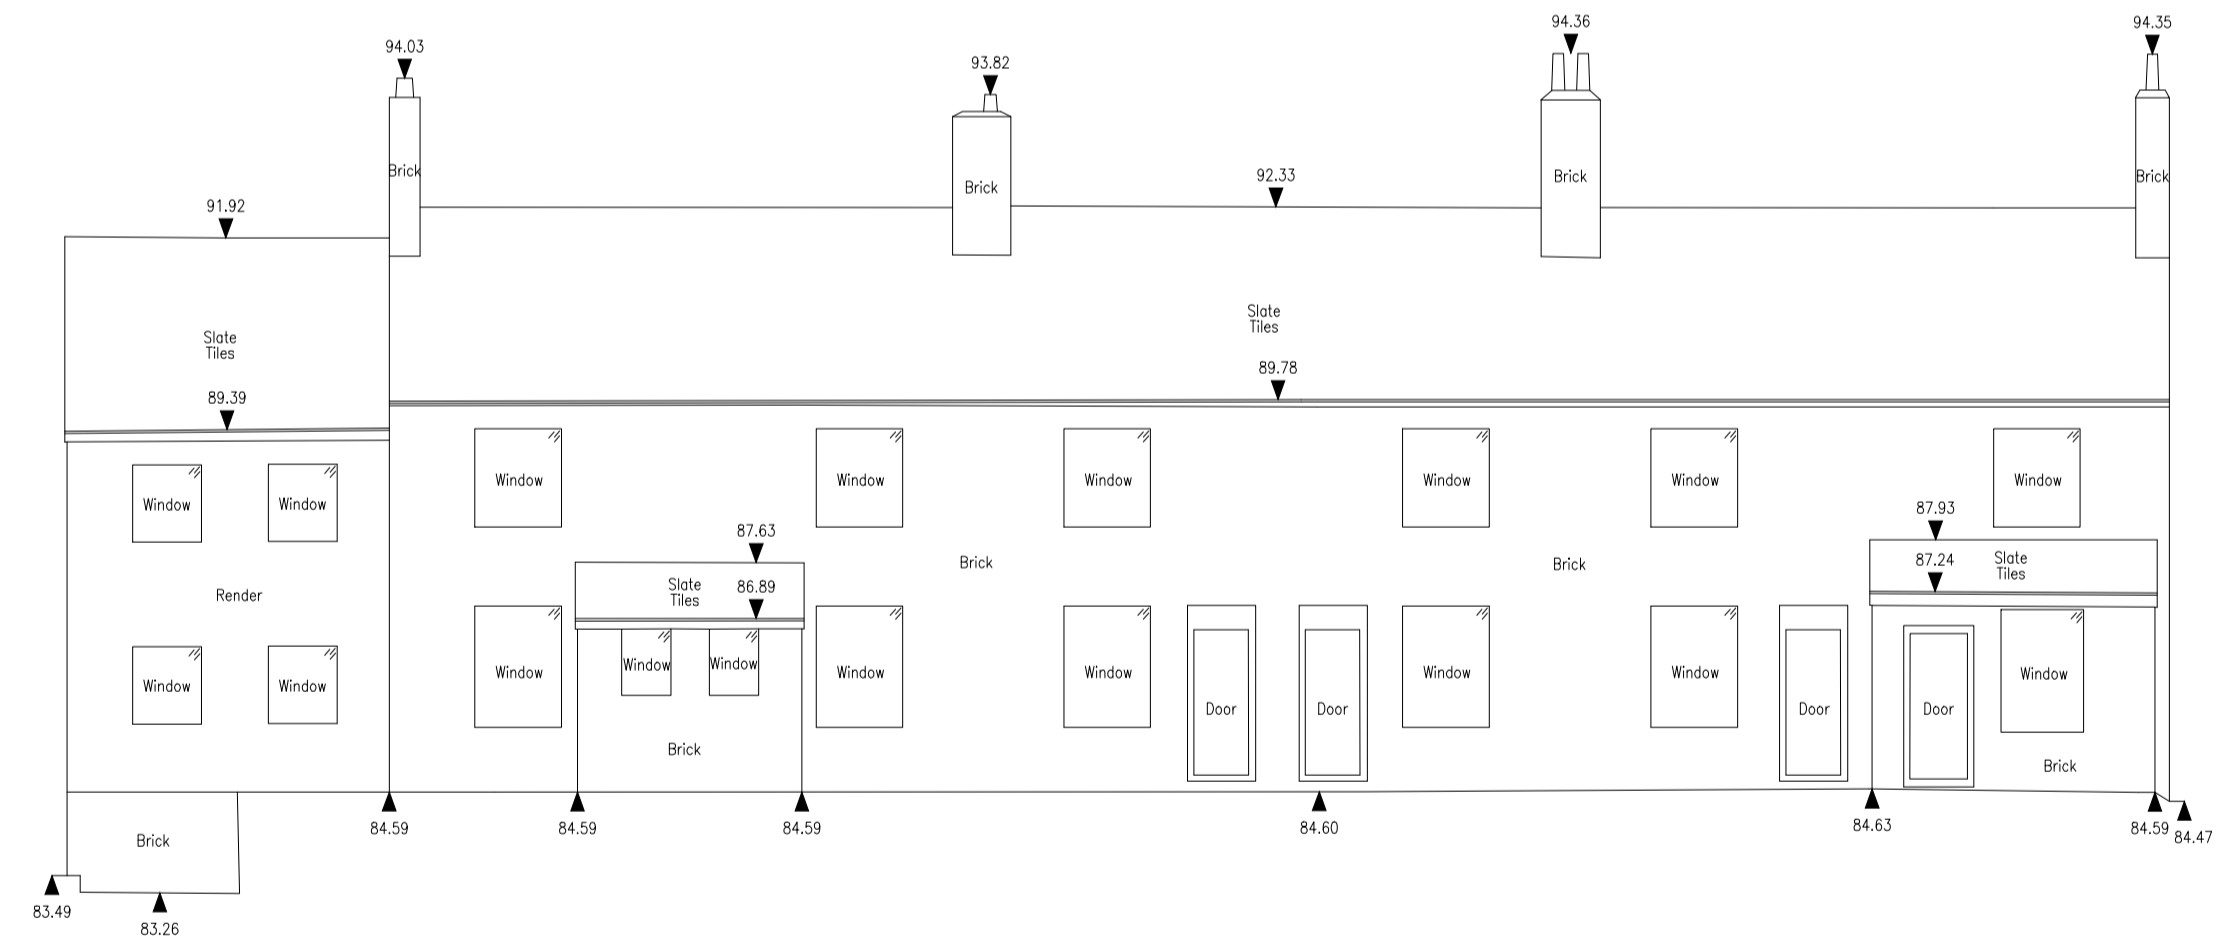 94.36
94.35
94.03
93.82
Brick
92.33
Brick
Brick
Brick
91.92
Slate
Tiles
Slate
Tiles
89.78
89.39
Window
Window
Window
Window
Window
Window
Window
Window
87.93
87.63
Slate
Tiles
87.24
Brick
Brick
Slate
Tiles
86.89
Render
Window
Window
Window
Window
Window
Window
Window
Window
Window
Window
Door
Door
Door
Door
Brick
Brick
84.59
84.59
84.59
84.60
84.63
84.59
84.47
Brick
83.49
83.26